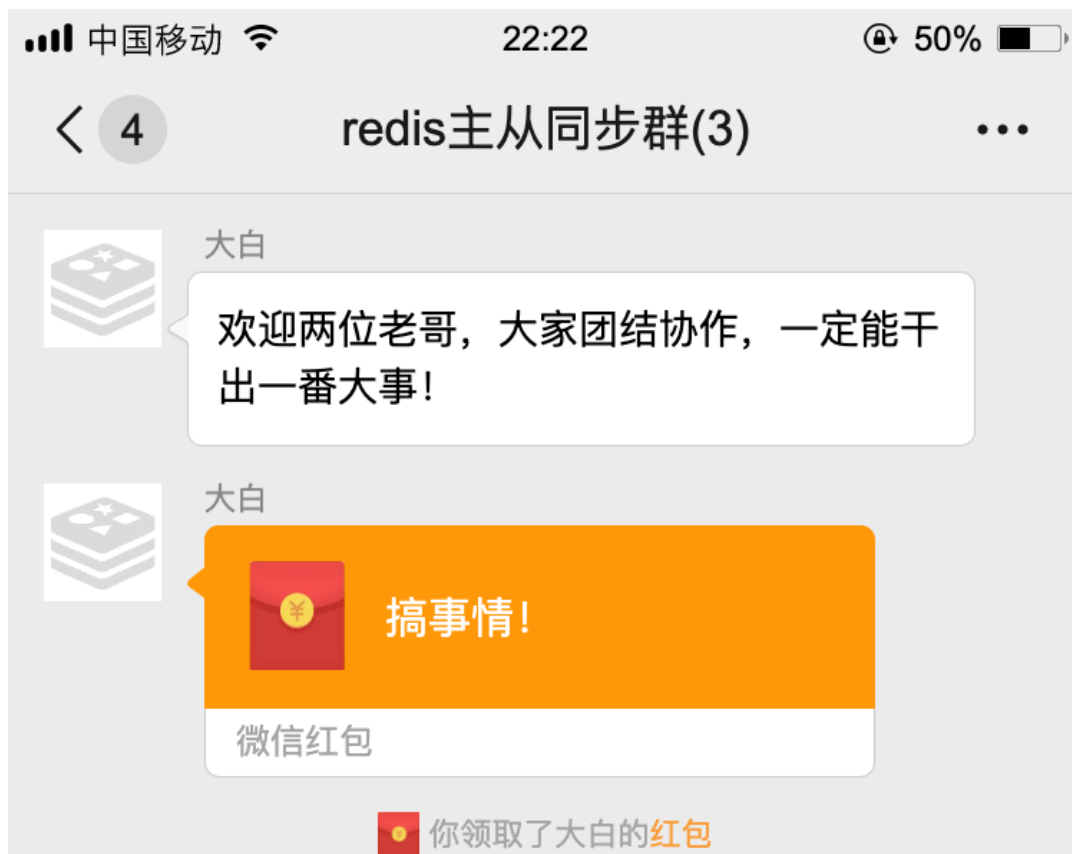 中国移动 22:22 50%
4 redis主从同步群(3)
大白
欢迎两位老哥，大家团结协作，一定能干
出一番大事！
大白
¥ 搞事情！
微信红包
¥ 你领取了大白的红包